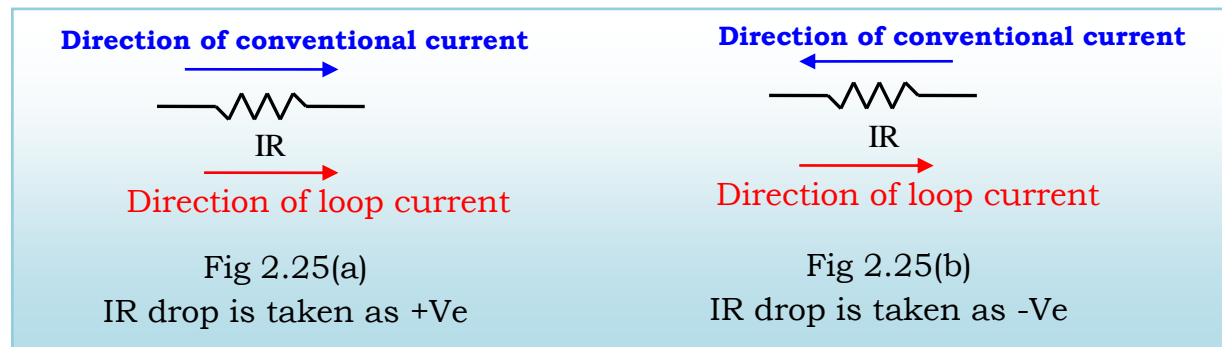 Direction of conventional current
IR
Direction of loop current
Fig 2.25(a)
IR drop is taken as +Ve
Direction of conventional current
IR
Direction of loop current
Fig 2.25(b)
IR drop is taken as -Ve